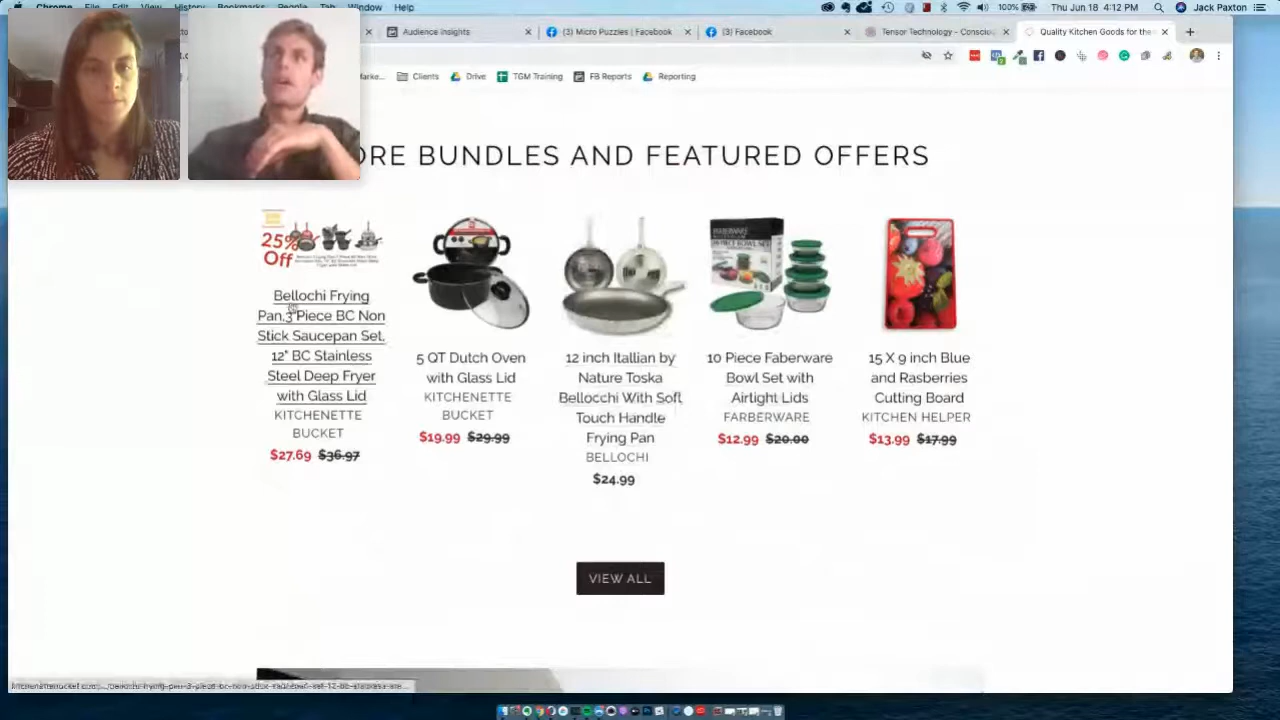 Chrome File Edit View History Bookmarks People Tab Window Help 100% Thu Jun 18 4:12 PM Jack Paxton
Audience Insights (3) Micro Puzzles | Facebook (3) Facebook Tensor Technology - Consciou Quality Kitchen Goods for the
Clients Drive TGM Training FB Reports Reporting
ORE BUNDLES AND FEATURED OFFERS
25%
Off
Bellochi Frying
Pan,3 Piece BC Non
Stick Saucepan Set,
12" BC Stainless
Steel Deep Fryer
with Glass Lid
KITCHENETTE
BUCKET
$27.69 $36.97
5 QT Dutch Oven
with Glass Lid
KITCHENETTE
BUCKET
$19.99 $29.99
12 inch Itallian by
Nature Toska
Bellocchi With Soft
Touch Handle
Frying Pan
BELLOCHI
$24.99
10 Piece Faberware
Bowl Set with
Airtight Lids
FARBERWARE
$12.99 $20.00
15 X 9 inch Blue
and Rasberries
Cutting Board
KITCHEN HELPER
$13.99 $17.99
VIEW ALL